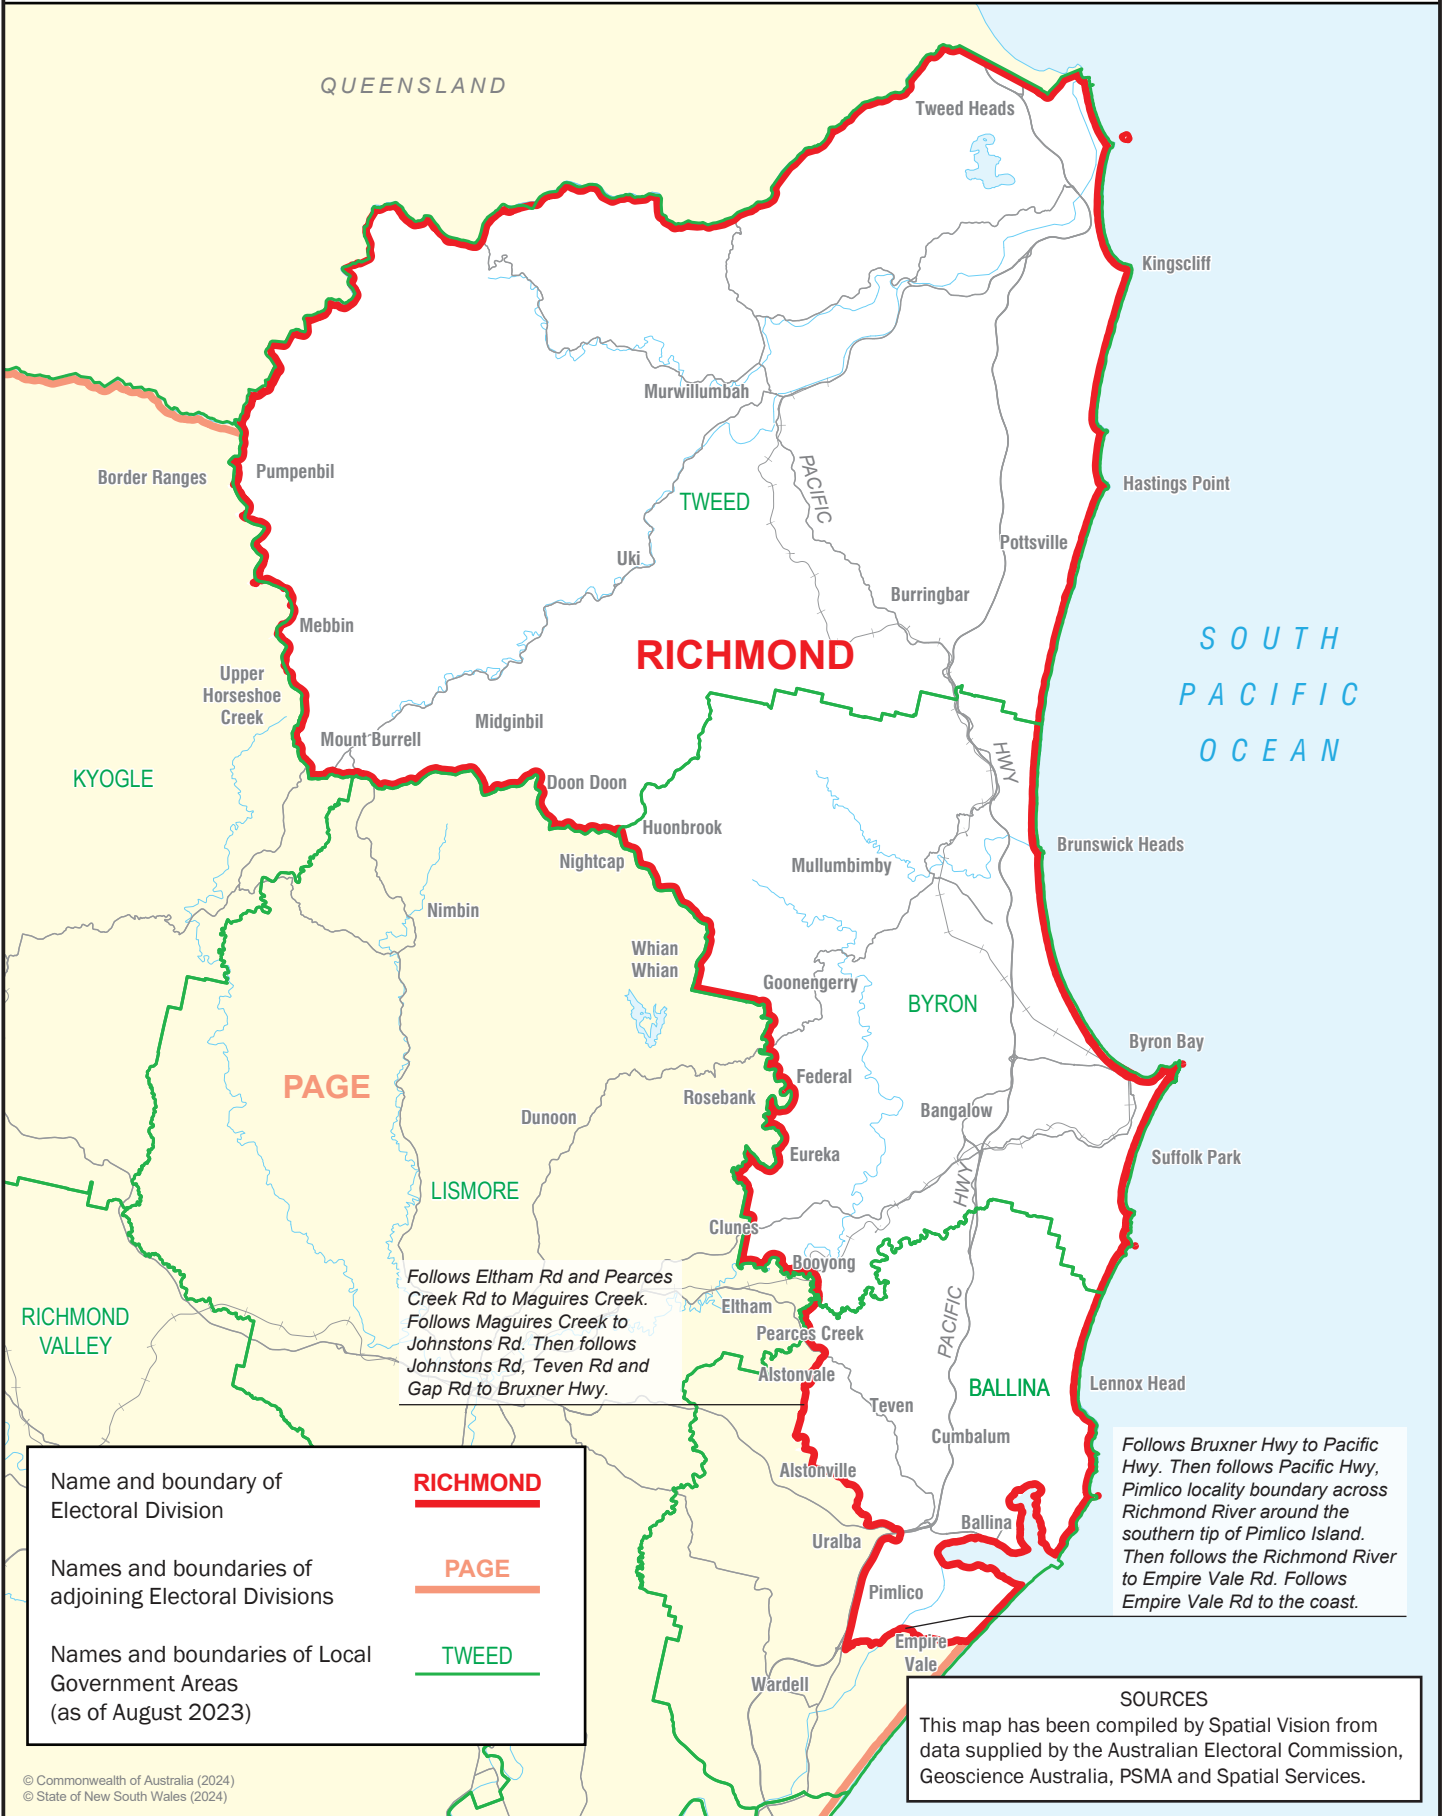 QUEENSLAND
Tweed Heads
Kingscliff
Murwillumbah
Border Ranges
Pumpenbil
Hastings Point
TWEED
PACIFIC
Pottsville
Uki
Burringbar
Mebbin
RICHMOND
SOUTH
PACIFIC
OCEAN
Upper
Horseshoe
Creek
Midginbil
Mount Burrell
HWY
KYOGLE
Doon Doon
Huonbrook
Brunswick Heads
Nightcap
Mullumbimby
Nimbin
Whian
Whian
Goonengerry
BYRON
Byron Bay
PAGE
Federal
Rosebank
Dunoon
Bangalow
Eureka
Suffolk Park
LISMORE
HWY
Clunes
Booyong
Follows Eltham Rd and Pearces
Creek Rd to Maguires Creek.
Follows Maguires Creek to
Johnstons Rd. Then follows
Johnstons Rd, Teven Rd and
Gap Rd to Bruxner Hwy.
Eltham
RICHMOND
VALLEY
Pearces Creek
PACIFIC
Alstonvale
BALLINA
Lennox Head
Teven
Cumbalum
Alstonville
Follows Bruxner Hwy to Pacific
Hwy. Then follows Pacific Hwy,
Pimlico locality boundary across
Richmond River around the
southern tip of Pimlico Island.
Then follows the Richmond River
to Empire Vale Rd. Follows
Empire Vale Rd to the coast.
Ballina
Uralba
Pimlico
Empire
Vale
Wardell
Name and boundary of
Electoral Division
RICHMOND
Names and boundaries of
adjoining Electoral Divisions
PAGE
Names and boundaries of Local
Government Areas
(as of August 2023)
TWEED
SOURCES
This map has been compiled by Spatial Vision from
data supplied by the Australian Electoral Commission,
Geoscience Australia, PSMA and Spatial Services.
© Commonwealth of Australia (2024)
© State of New South Wales (2024)